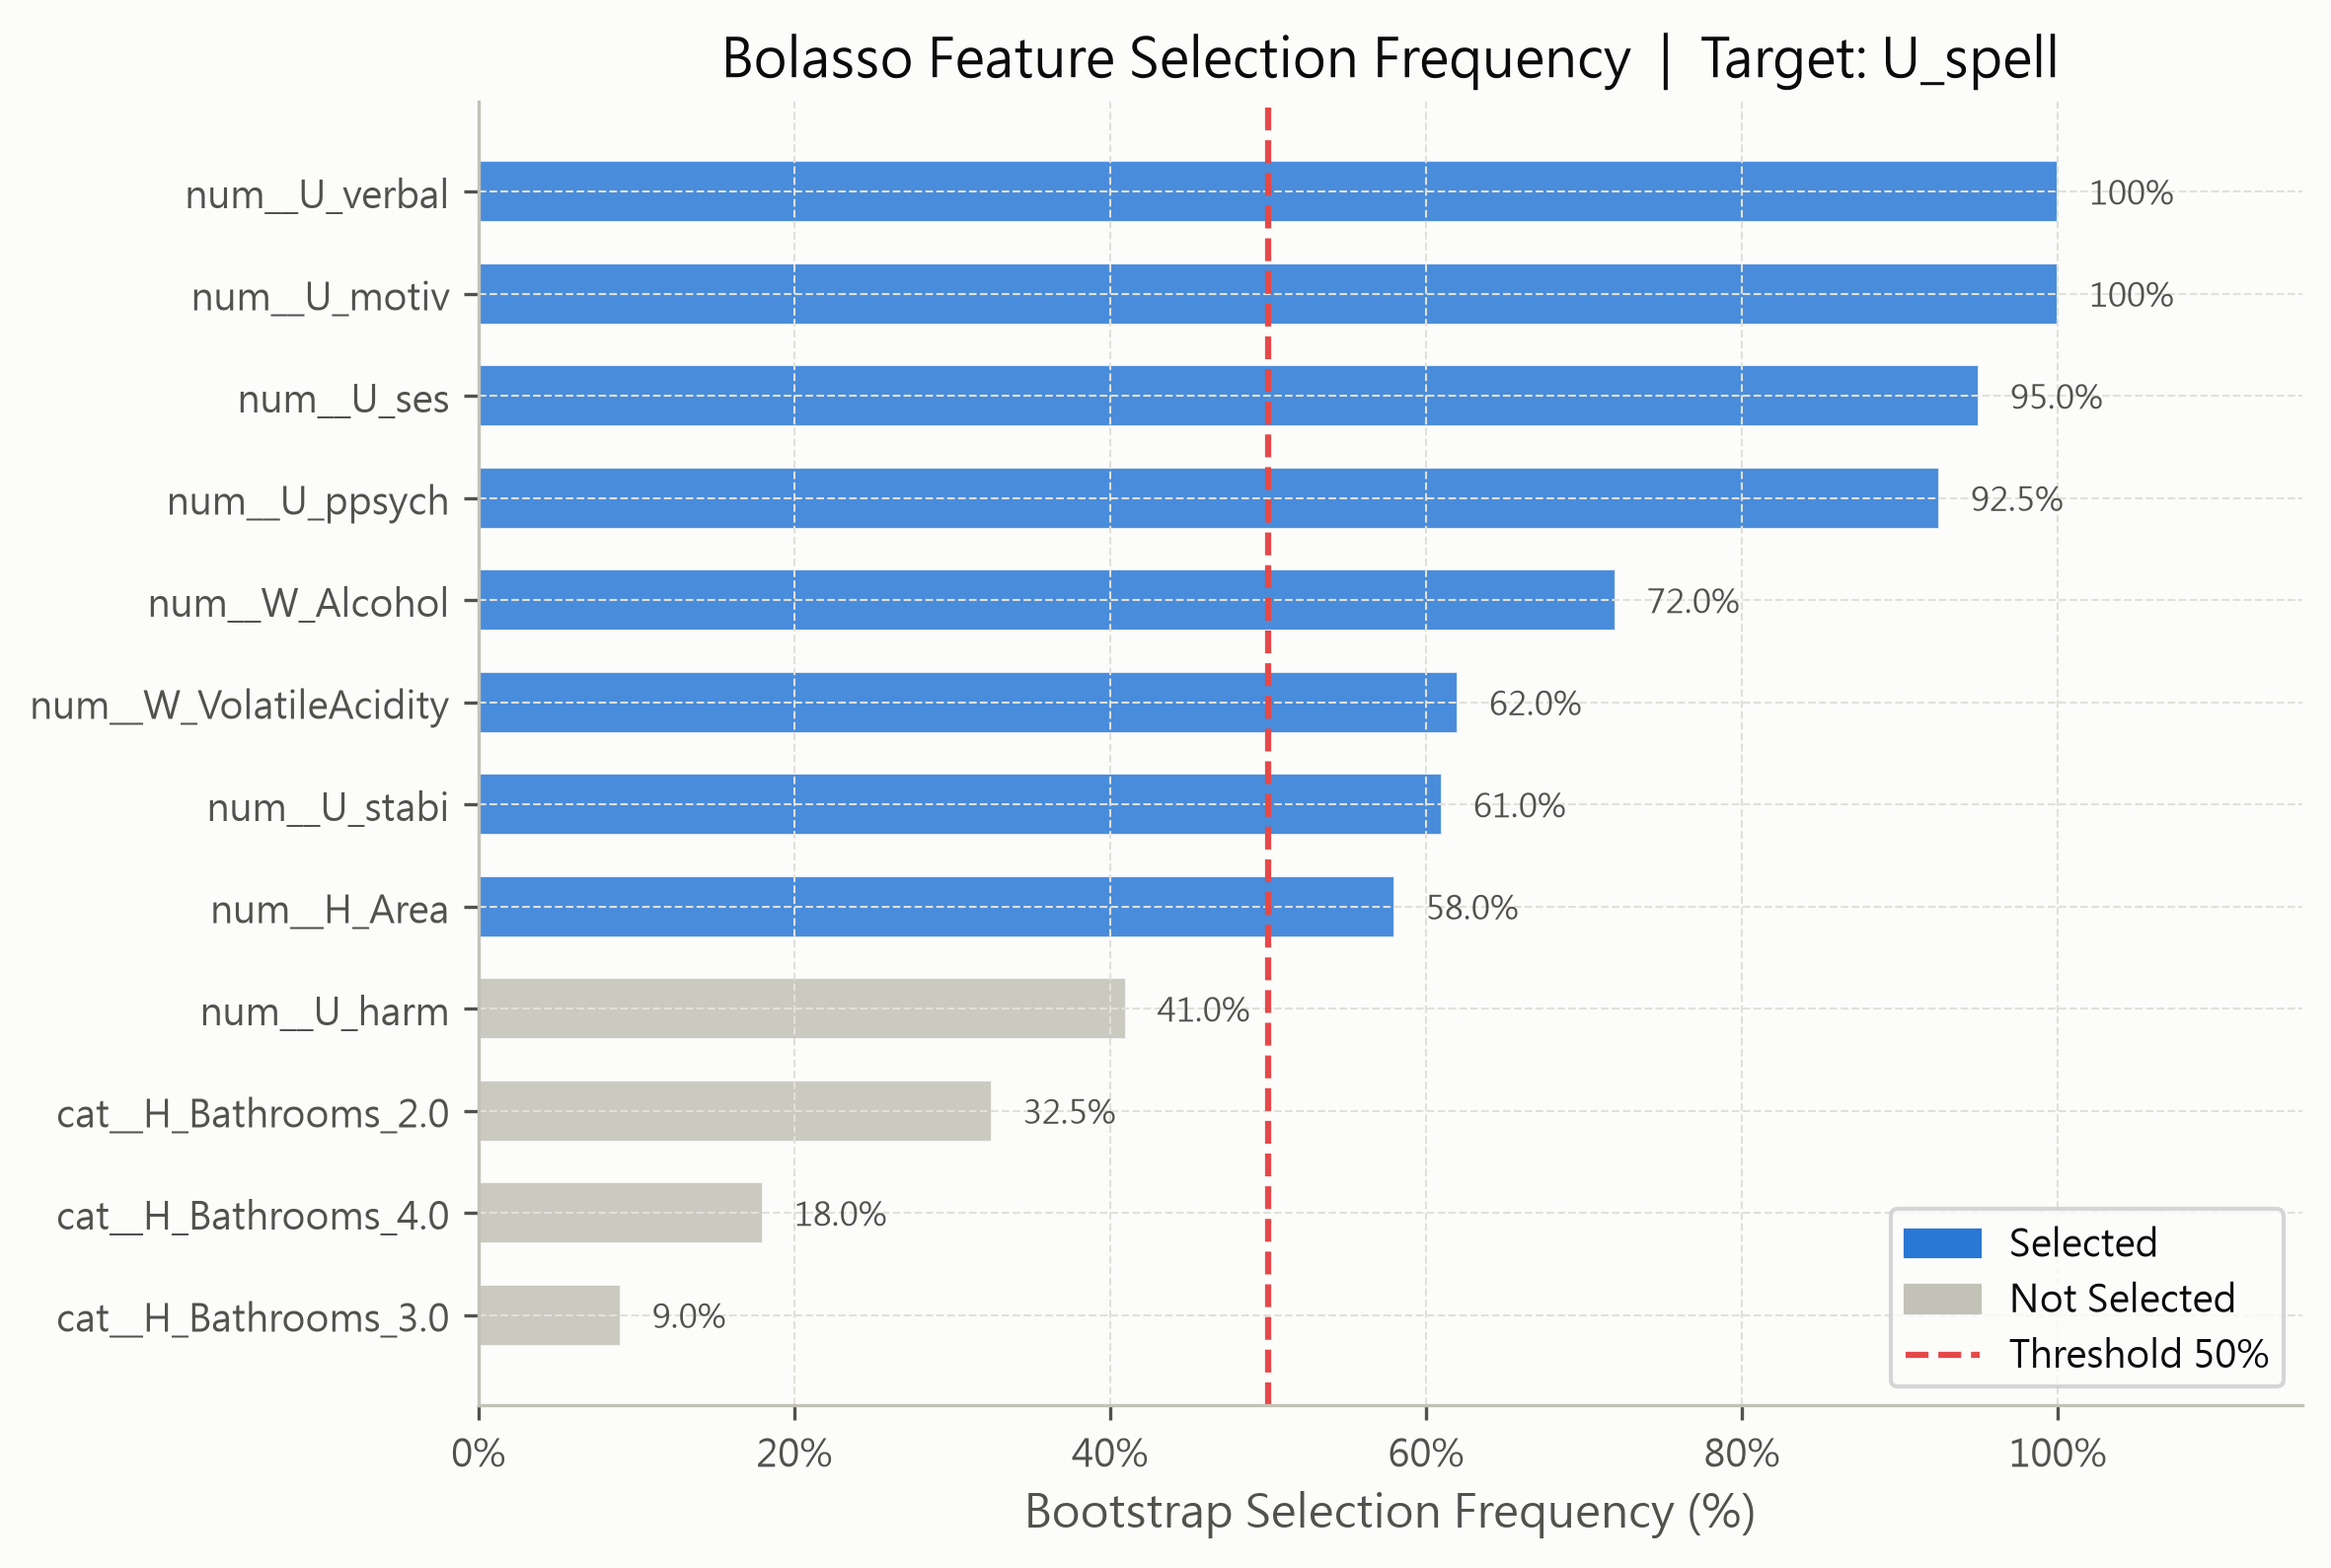 Bolasso Feature Selection Frequency | Target: U_spell
num__U_verbal 100%
num__U_motiv 100%
num__U_ses 95.0%
num__U_ppsych 92.5%
num__W_Alcohol 72.0%
num__W_VolatileAcidity 62.0%
num__U_stabi 61.0%
num__H_Area 58.0%
num__U_harm 41.0%
cat__H_Bathrooms_2.0 32.5%
cat__H_Bathrooms_4.0 18.0%
cat__H_Bathrooms_3.0 9.0%
Selected
Not Selected
Threshold 50%
0% 20% 40% 60% 80% 100%
Bootstrap Selection Frequency (%)